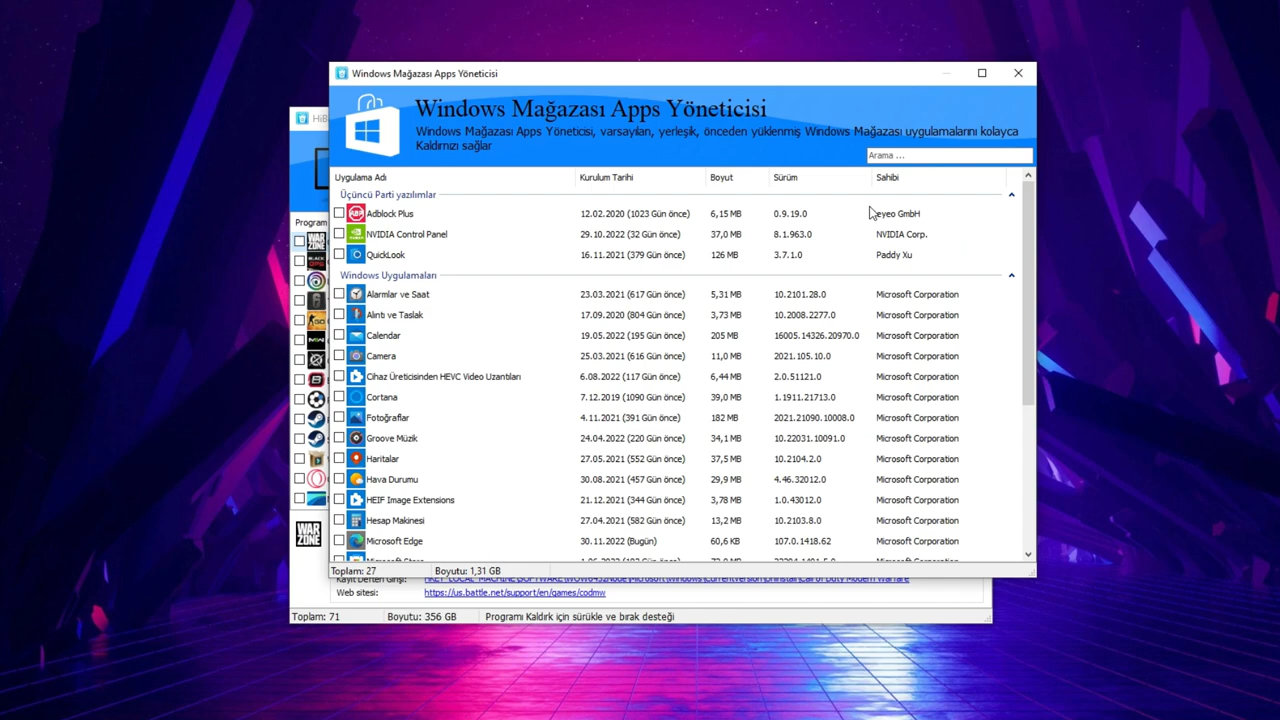 Windows Mağazası Apps Yöneticisi
Windows Mağazası Apps Yöneticisi
Windows Mağazası Apps Yöneticisi, varsayılan, yerleşik, önceden yüklenmiş Windows Mağazası uygulamalarını kolayca
Kaldırmızı sağlar
Arama ...
Uygulama Adı Kurulum Tarihi Boyut Sürüm Sahibi
Üçüncü Parti yazılımlar
Adblock Plus 12.02.2020 (1023 Gün önce) 6,15 MB 0.9.19.0 eyeo GmbH
NVIDIA Control Panel 29.10.2022 (32 Gün önce) 37,0 MB 8.1.963.0 NVIDIA Corp.
QuickLook 16.11.2021 (379 Gün önce) 126 MB 3.7.1.0 Paddy Xu
Windows Uygulamaları
Alarmlar ve Saat 23.03.2021 (617 Gün önce) 5,31 MB 10.2101.28.0 Microsoft Corporation
Alıntı ve Taslak 17.09.2020 (804 Gün önce) 3,73 MB 10.2008.2277.0 Microsoft Corporation
Calendar 19.05.2022 (195 Gün önce) 205 MB 16005.14326.20970.0 Microsoft Corporation
Camera 25.03.2021 (616 Gün önce) 11,0 MB 2021.105.10.0 Microsoft Corporation
Cihaz Üreticisinden HEVC Video Uzantıları 6.08.2022 (117 Gün önce) 6,44 MB 2.0.51121.0 Microsoft Corporation
Cortana 7.12.2019 (1090 Gün önce) 39,0 MB 1.1911.21713.0 Microsoft Corporation
Fotoğraflar 4.11.2021 (391 Gün önce) 182 MB 2021.21090.10008.0 Microsoft Corporation
Groove Müzik 24.04.2022 (220 Gün önce) 34,1 MB 10.22031.10091.0 Microsoft Corporation
Haritalar 27.05.2021 (552 Gün önce) 37,5 MB 10.2104.2.0 Microsoft Corporation
Hava Durumu 30.08.2021 (457 Gün önce) 29,9 MB 4.46.32012.0 Microsoft Corporation
HEIF Image Extensions 21.12.2021 (344 Gün önce) 3,78 MB 1.0.43012.0 Microsoft Corporation
Hesap Makinesi 27.04.2021 (582 Gün önce) 13,2 MB 10.2103.8.0 Microsoft Corporation
Microsoft Edge 30.11.2022 (Bugün) 60,6 KB 107.0.1418.62 Microsoft Corporation
Toplam: 27 Boyutu: 1,31 GB
HiB
Program
WAR ZONE
Kayıt Defteri Girişi:
Web sitesi: https://us.battle.net/support/en/games/codmw
Toplam: 71 Boyutu: 356 GB Programı Kaldırk için sürükle ve bırak desteği